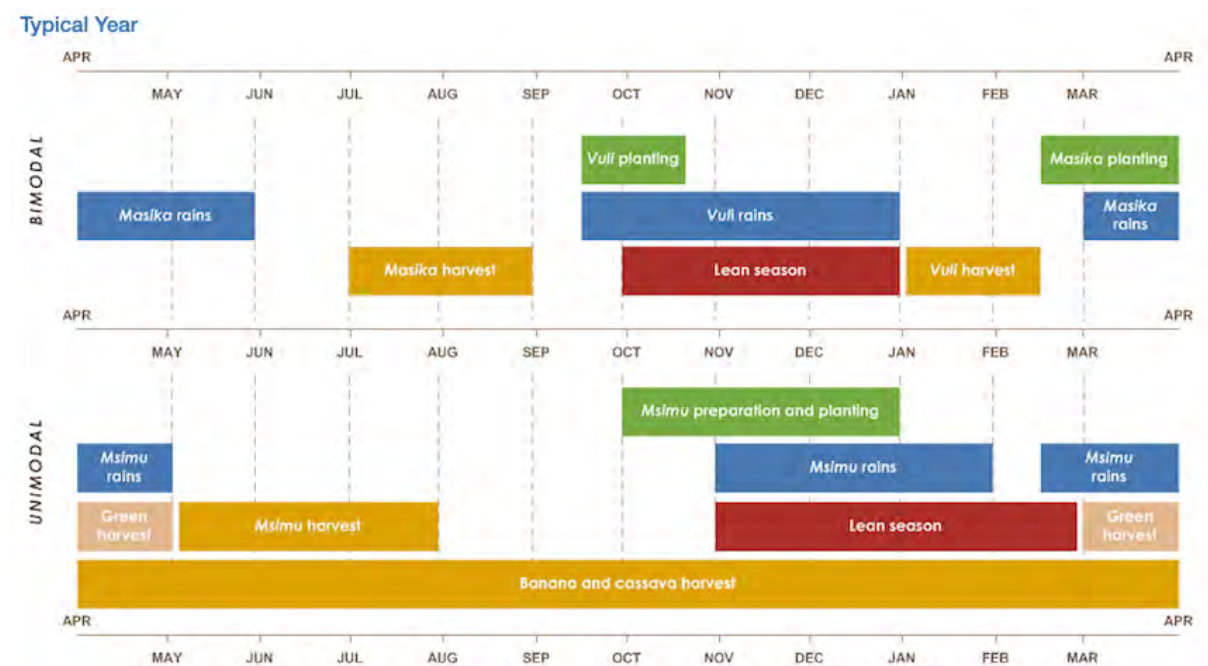 Typical Year
APR APR
MAY JUN JUL AUG SEP OCT NOV DEC JAN FEB MAR
BIMODAL
Vuli planting
Masika planting
Masika rains
Vuli rains
Masika
rains
Masika harvest
Lean season
Vuli harvest
APR APR
MAY JUN JUL AUG SEP OCT NOV DEC JAN FEB MAR
UNIMODAL
Msimu preparation and planting
Msimu
rains
Msimu rains
Msimu
rains
Green
harvest
Msimu harvest
Lean season
Green
harvest
Banana and cassava harvest
APR APR
MAY JUN JUL AUG SEP OCT NOV DEC JAN FEB MAR